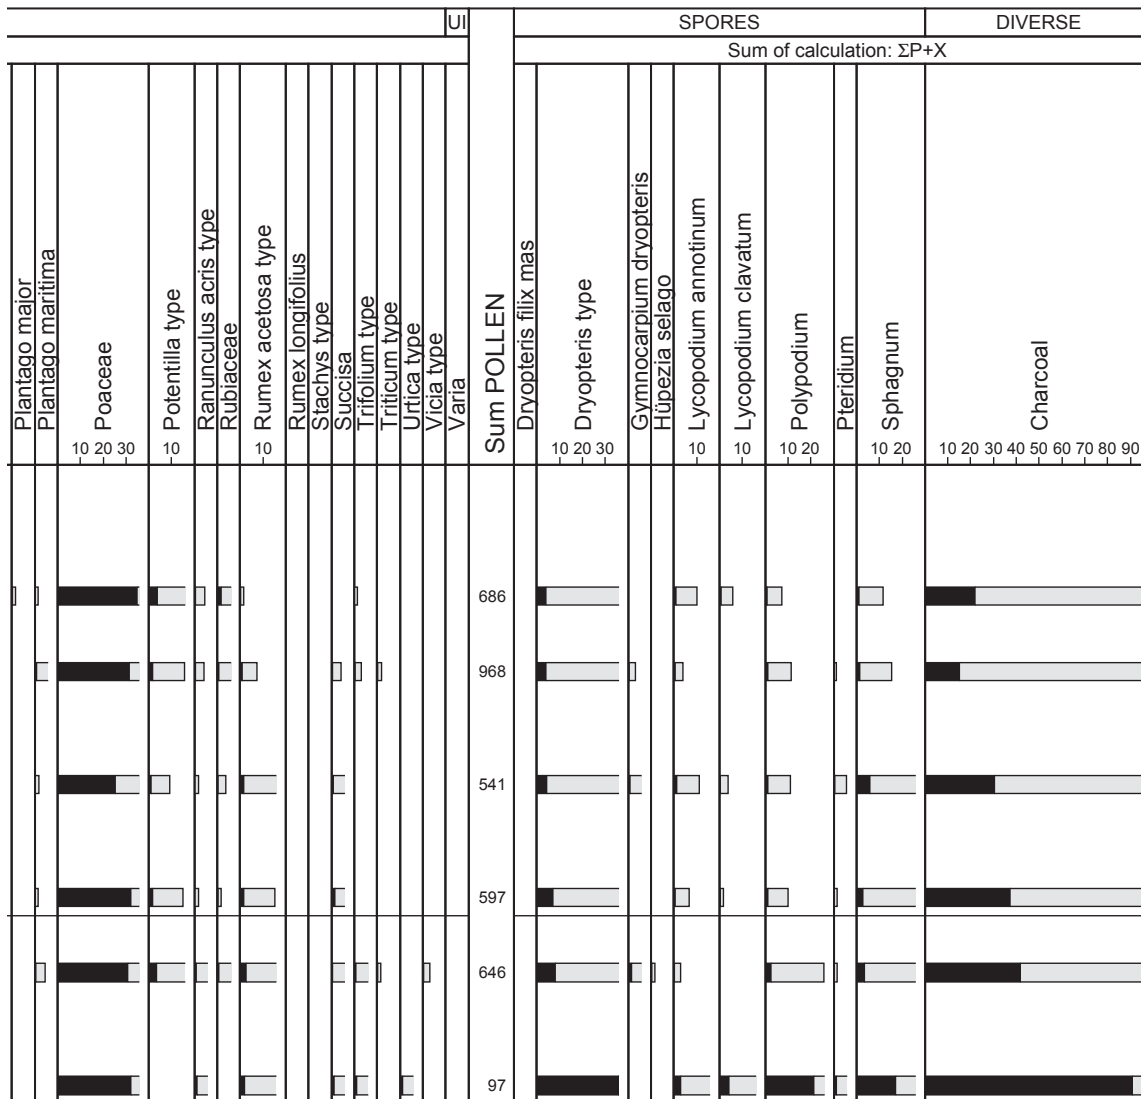 UI
SPORES
DIVERSE
Sum of calculation: ΣP+X
Plantago major
Plantago maritima
Poaceae
Potentilla type
Ranunculus acris type
Rubiaceae
Rumex acetosa type
Rumex longifolius
Stachys type
Succisa
Trifolium type
Triticum type
Urtica type
Vicia type
Varia
Sum POLLEN
Dryopteris filix mas
Dryopteris type
Gymnocarpium dryopteris
Hüpezia selago
Lycopodium annotinum
Lycopodium clavatum
Polypodium
Pteridium
Sphagnum
Charcoal
10 20 30
10
10
10 20 30
10
10
10 20
10 20
10 20 30 40 50 60 70 80 90
686
968
541
597
646
97